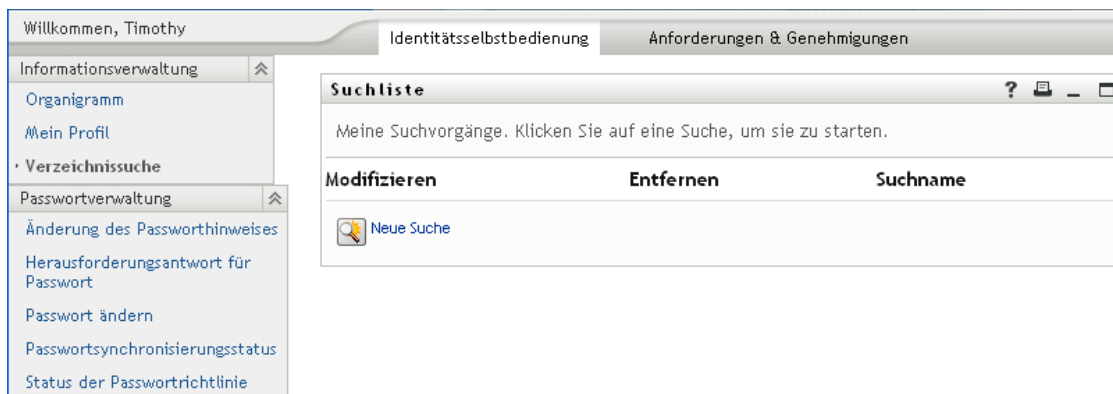 Willkommen, Timothy
Identitätsselbstbedienung
Anforderungen & Genehmigungen
Informationsverwaltung
Organigramm
Mein Profil
Verzeichnissuche
Passwortverwaltung
Änderung des Passworthinweises
Herausforderungsantwort für
Passwort
Passwort ändern
Passwortsynchronisierungsstatus
Status der Passwortrichtlinie
Suchliste
?
Meine Suchvorgänge. Klicken Sie auf eine Suche, um sie zu starten.
Modifizieren Entfernen Suchname
Neue Suche